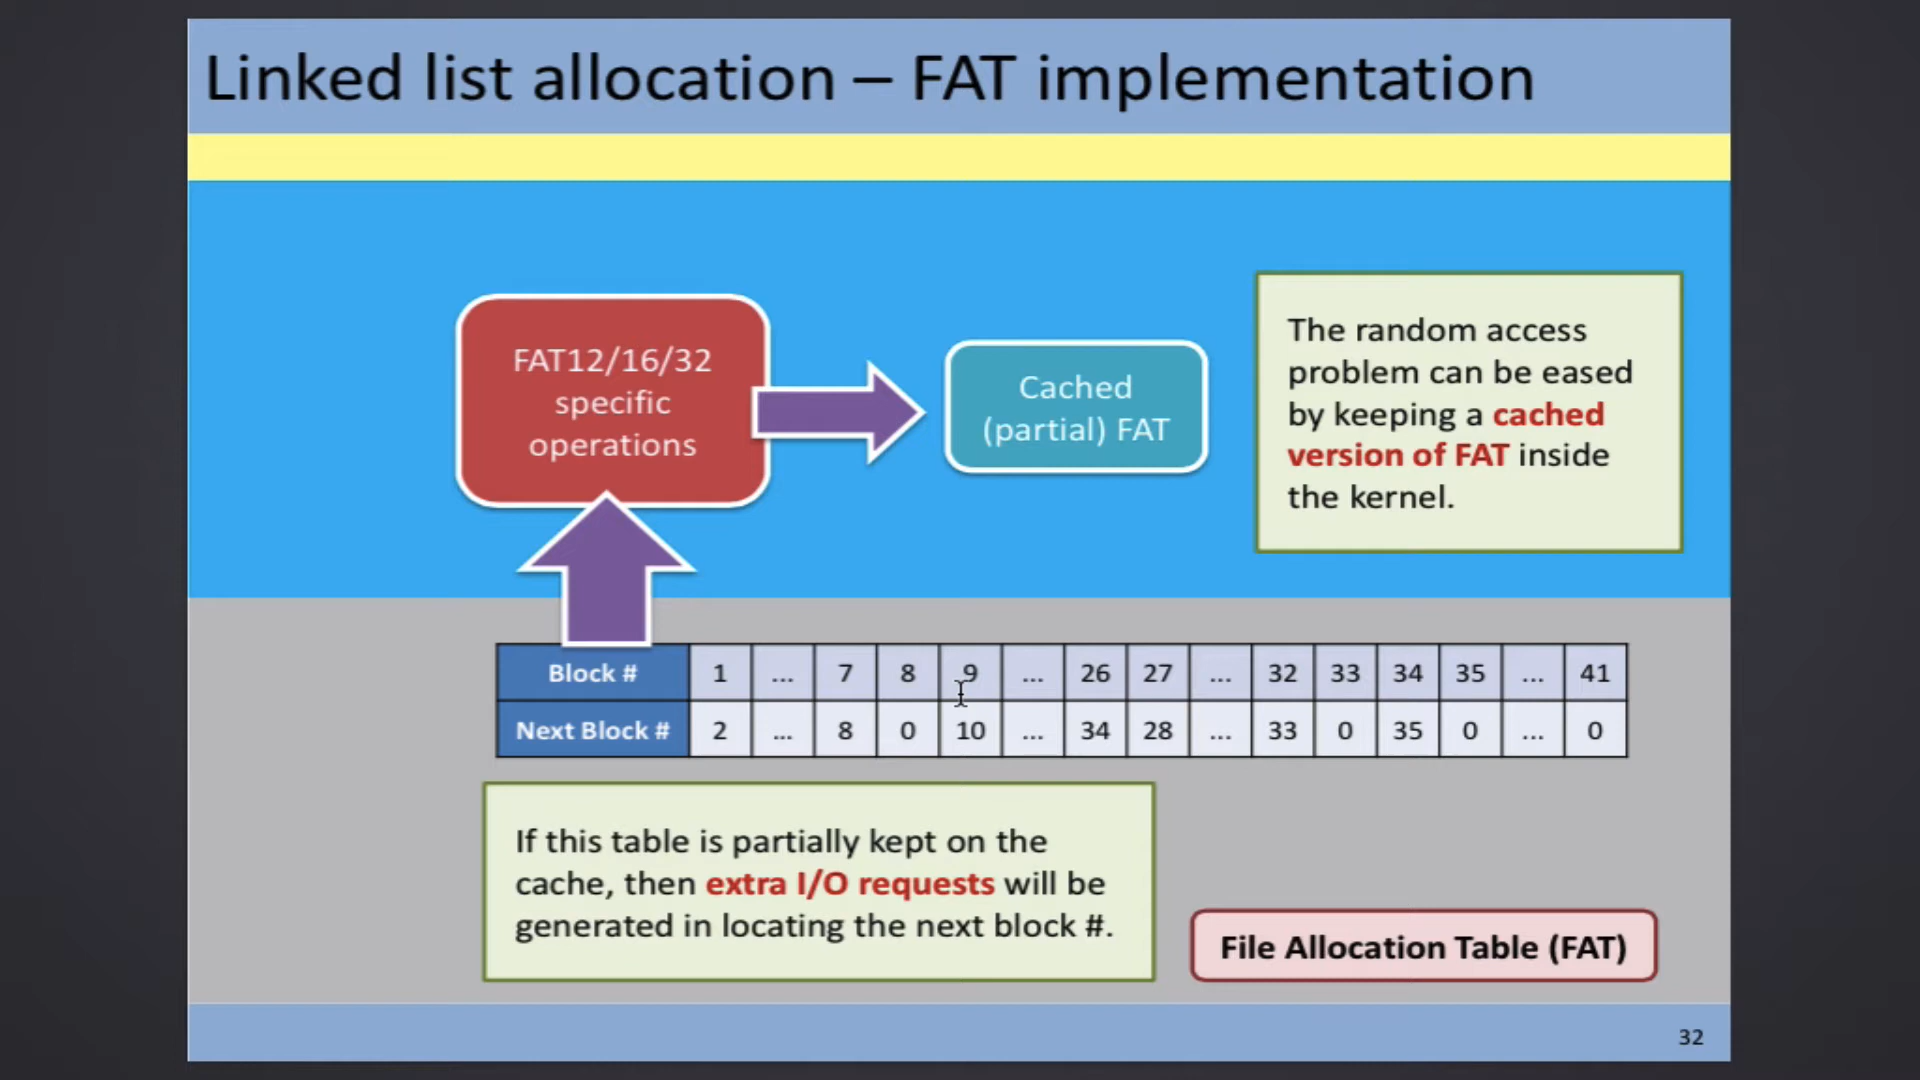 Linked list allocation – FAT implementation
FAT12/16/32
specific
operations
Cached
(partial) FAT
The random access
problem can be eased
by keeping a cached
version of FAT inside
the kernel.
Block # 1 ... 7 8 9 ... 26 27 ... 32 33 34 35 ... 41
Next Block # 2 ... 8 0 10 ... 34 28 ... 33 0 35 0 ... 0
If this table is partially kept on the
cache, then extra I/O requests will be
generated in locating the next block #.
File Allocation Table (FAT)
32